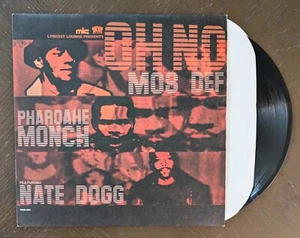 LYRICIST LOUNGE PRESENTS
OH NO
MOS DEF
PHAROAHE
MONCH
FEATURING
NATE DOGG